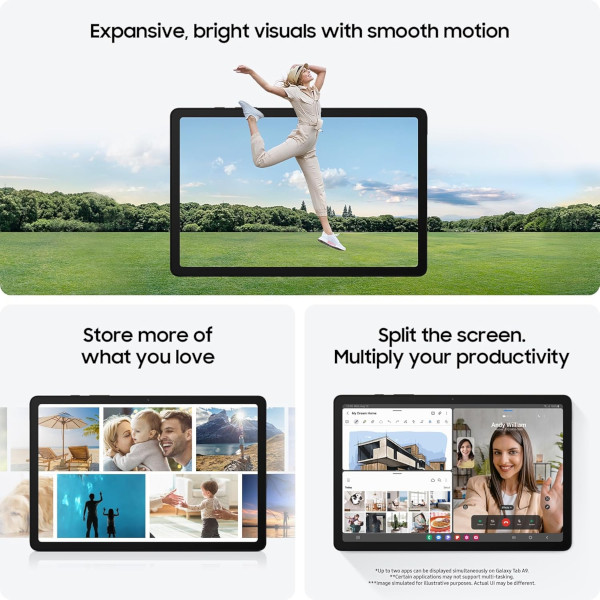 Expansive, bright visuals with smooth motion
Store more of
what you love
Split the screen.
Multiply your productivity
My Dream Home
Andy William
*Up to two apps can be displayed simultaneously on Galaxy Tab A9.
**Certain applications may not support multi-tasking.
***Image simulated for illustrative purposes. Actual UI may be different.